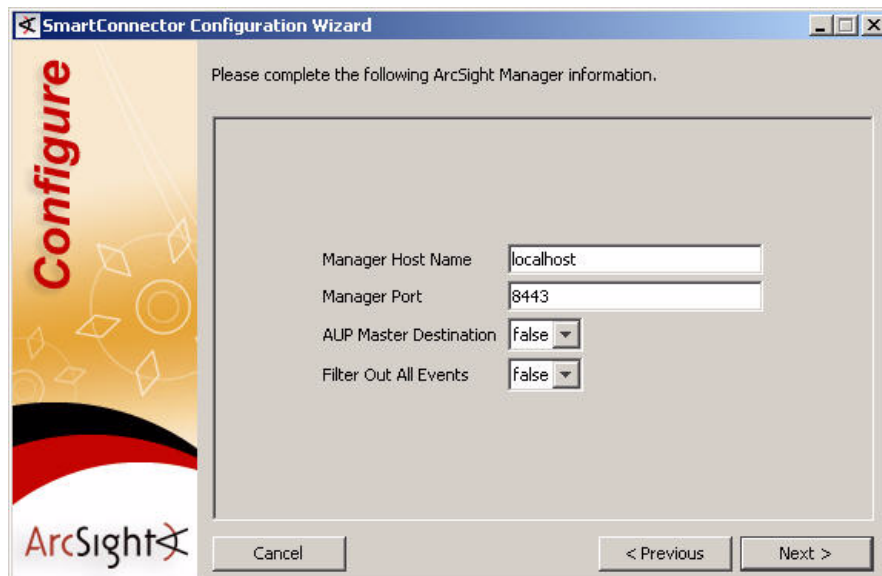 SmartConnector Configuration Wizard
Configure
Please complete the following ArcSight Manager information.
Manager Host Name localhost
Manager Port 8443
AUP Master Destination false
Filter Out All Events false
ArcSight
Cancel < Previous Next >